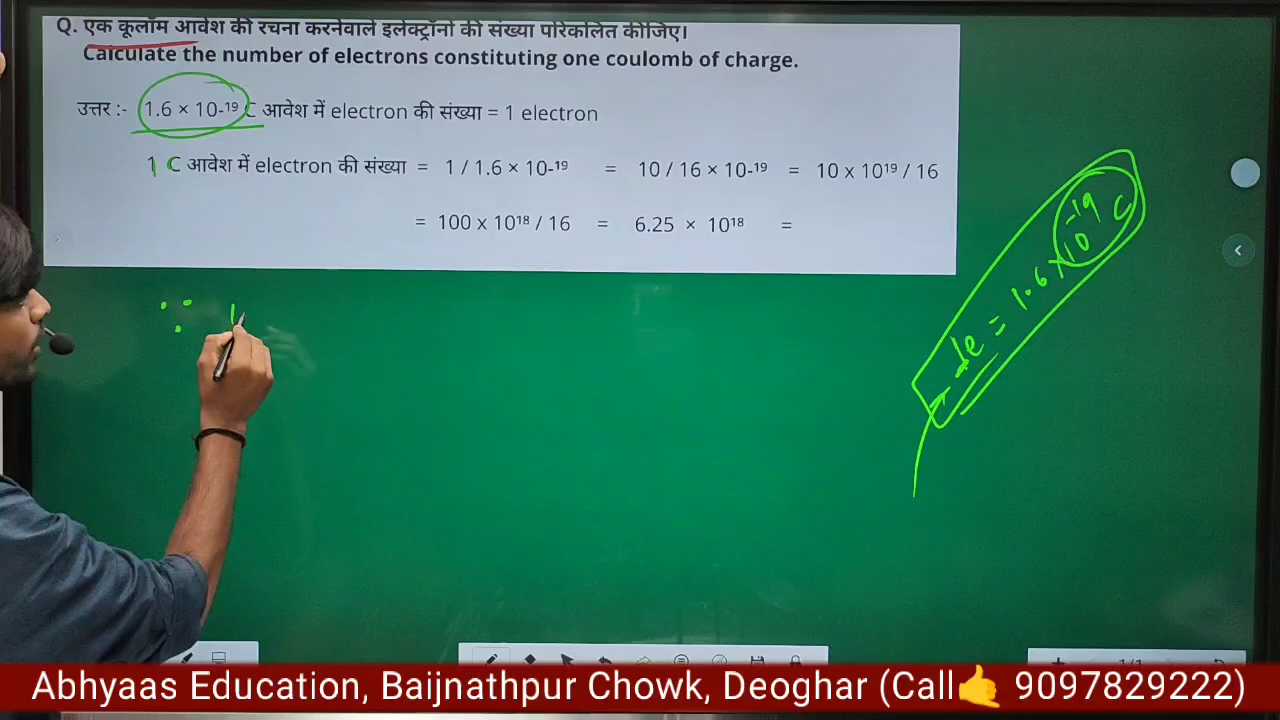 Q. एक कूलॉम आवेश की रचना करनेवाले इलेक्ट्रॉनों की संख्या परिकलित कीजिए।
Calculate the number of electrons constituting one coulomb of charge.
उत्तर :- 1.6 × 10-¹⁹ C आवेश में electron की संख्या = 1 electron
1 C आवेश में electron की संख्या = 1 / 1.6 × 10-¹⁹ = 10 / 16 × 10-¹⁹ = 10 x 10¹⁹ / 16
= 100 x 10¹⁸ / 16 = 6.25 × 10¹⁸ =
1e = 1.6 × 10⁻¹⁹ C
Abhyaas Education, Baijnathpur Chowk, Deoghar (Call🤙 9097829222)